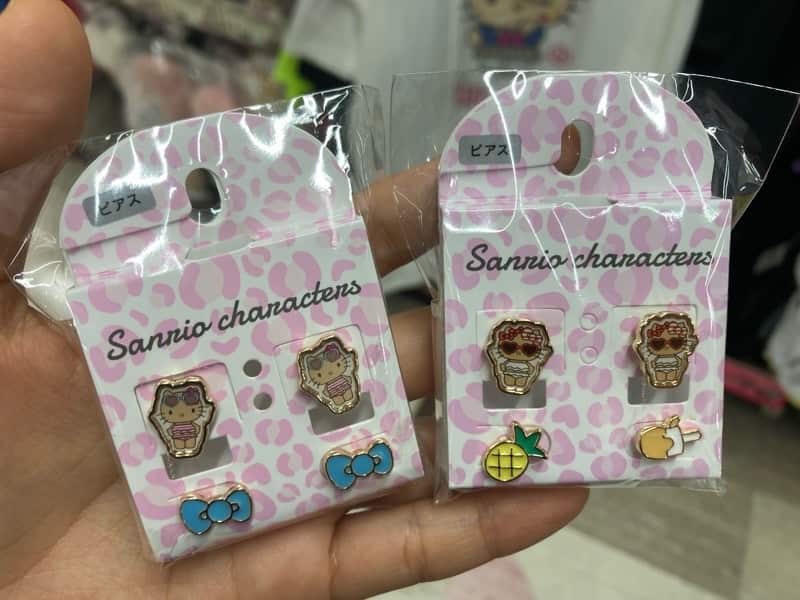 ピアス
Sanrio characters
ピアス
Sanrio characters